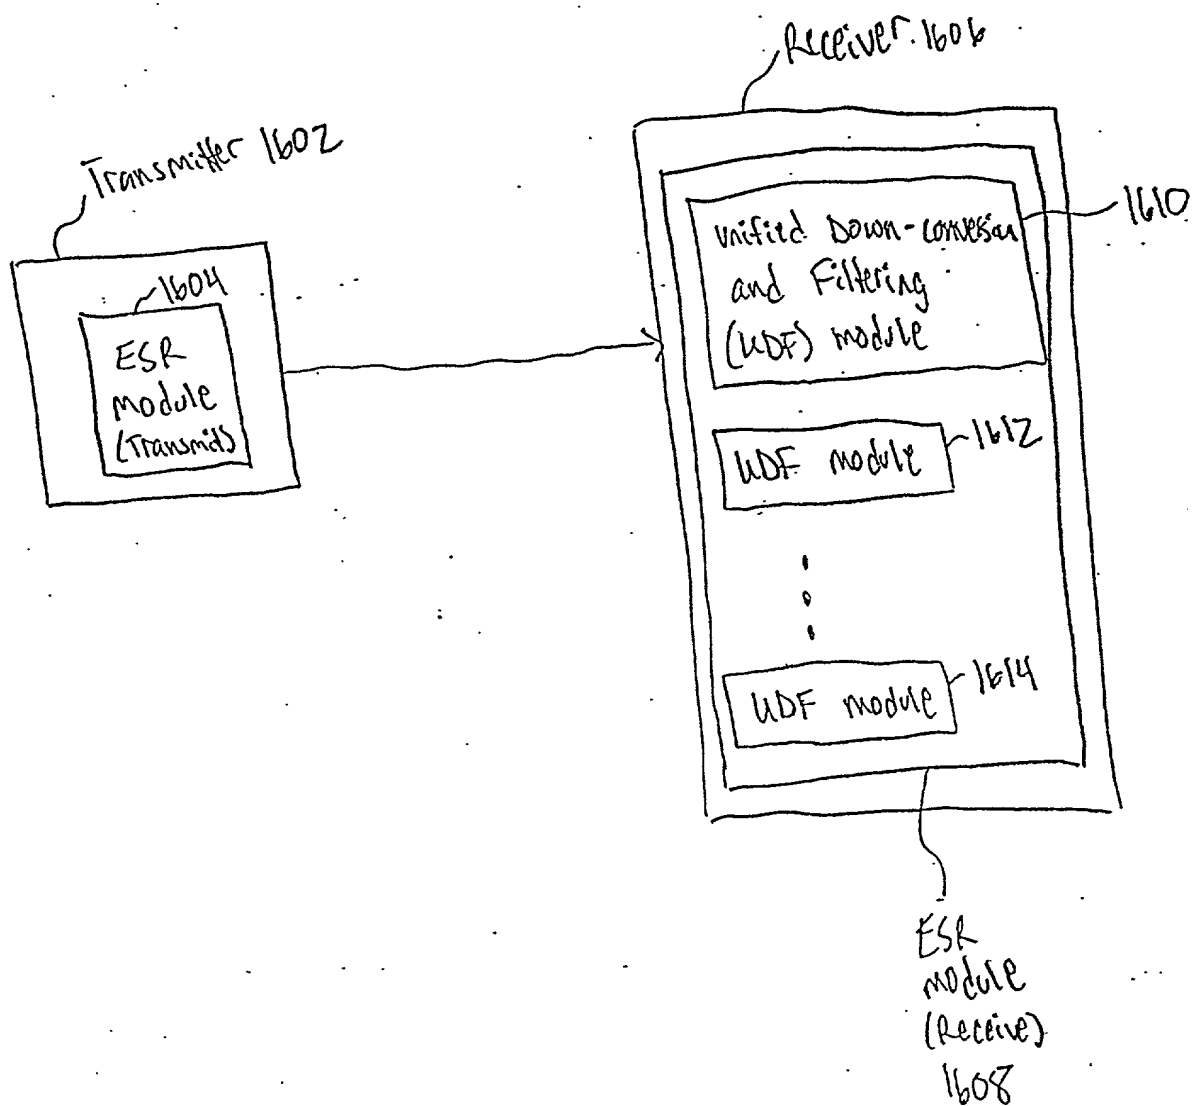 Receiver 1606
Transmitter 1602
1604
ESR
module
(Transmit)
1610
Unified Down-conversion
and Filtering
(UDF) module
UDF module
1612
UDF module
1614
ESR
module
(Receive)
1608